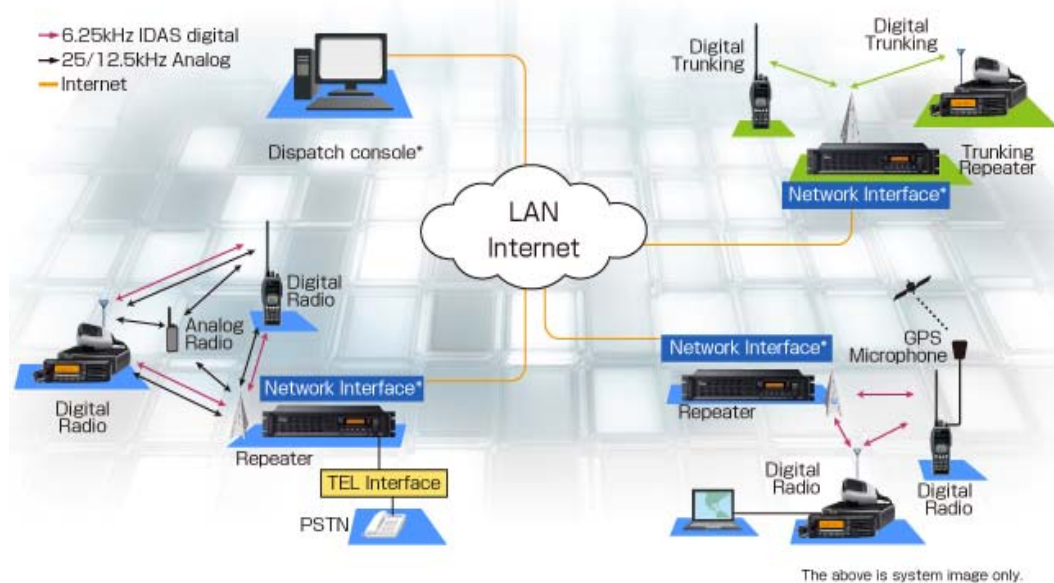 6.25kHz IDAS digital
25/12.5kHz Analog
Internet
Dispatch console*
Digital
Trunking
Digital
Trunking
Trunking
Repeater
Network Interface*
LAN
Internet
Digital
Radio
Analog
Radio
Digital
Radio
Network Interface*
Repeater
TEL Interface
PSTN
Network Interface*
Repeater
GPS
Microphone
Digital
Radio
Digital
Radio
The above is system image only.